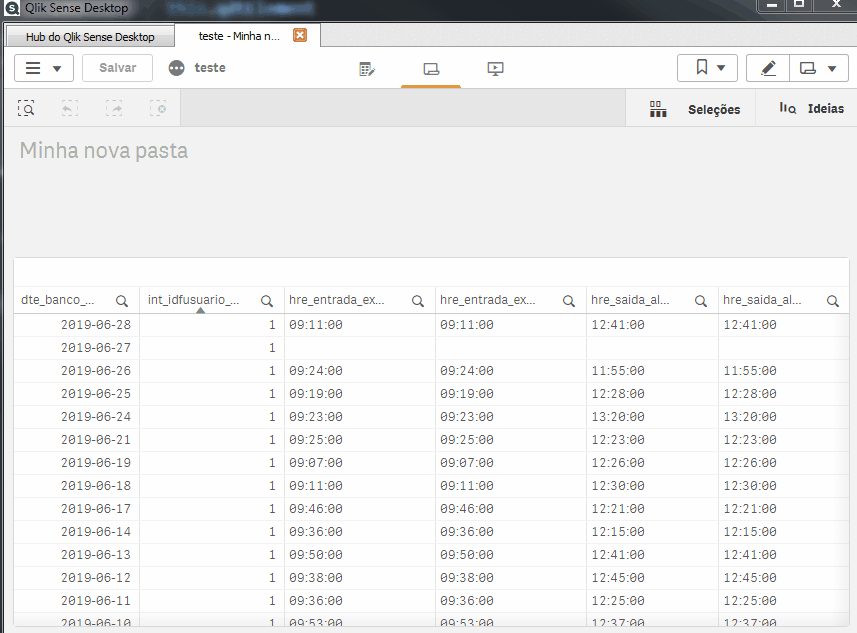 Qlik Sense Desktop
Hub do Qlik Sense Desktop
teste - Minha n...
Salvar
teste
Seleções
Ideias
Minha nova pasta
dte_banco_... int_idfusuario_... hre_entrada_ex... hre_entrada_ex... hre_saida_al... hre_saida_al...
2019-06-28 1 09:11:00 09:11:00 12:41:00 12:41:00
2019-06-27 1
2019-06-26 1 09:24:00 09:24:00 11:55:00 11:55:00
2019-06-25 1 09:19:00 09:19:00 12:28:00 12:28:00
2019-06-24 1 09:23:00 09:23:00 13:20:00 13:20:00
2019-06-21 1 09:25:00 09:25:00 12:23:00 12:23:00
2019-06-19 1 09:07:00 09:07:00 12:26:00 12:26:00
2019-06-18 1 09:11:00 09:11:00 12:30:00 12:30:00
2019-06-17 1 09:46:00 09:46:00 12:21:00 12:21:00
2019-06-14 1 09:36:00 09:36:00 12:15:00 12:15:00
2019-06-13 1 09:50:00 09:50:00 12:41:00 12:41:00
2019-06-12 1 09:38:00 09:38:00 12:45:00 12:45:00
2019-06-11 1 09:36:00 09:36:00 12:25:00 12:25:00
2019-06-10 1 09:53:00 09:53:00 12:37:00 12:37:00